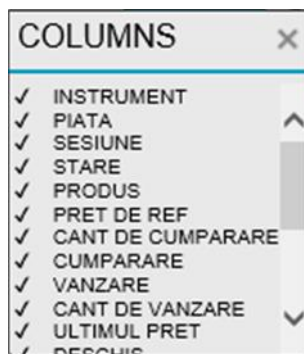 COLUMNS
INSTRUMENT
PIATA
SESIUNE
STARE
PRODUS
PRET DE REF
CANT DE CUMPARARE
CUMPARARE
VANZARE
CANT DE VANZARE
ULTIMUL PRET
DESCHIS